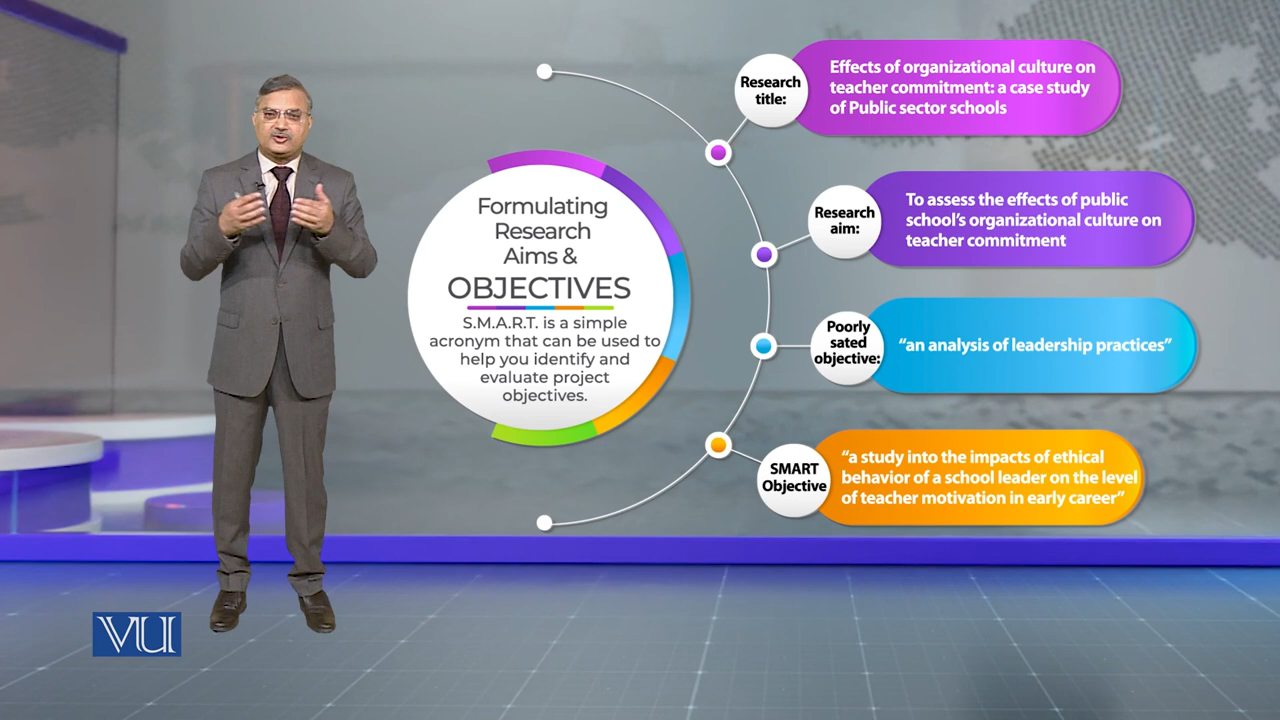 Formulating
Research
Aims &
OBJECTIVES
S.M.A.R.T. is a simple
acronym that can be used to
help you identify and
evaluate project
objectives.
Research
title:
Effects of organizational culture on
teacher commitment: a case study
of Public sector schools
Research
aim:
To assess the effects of public
school's organizational culture on
teacher commitment
Poorly
sated
objective:
“an analysis of leadership practices”
SMART
Objective
“a study into the impacts of ethical
behavior of a school leader on the level
of teacher motivation in early career”
VU